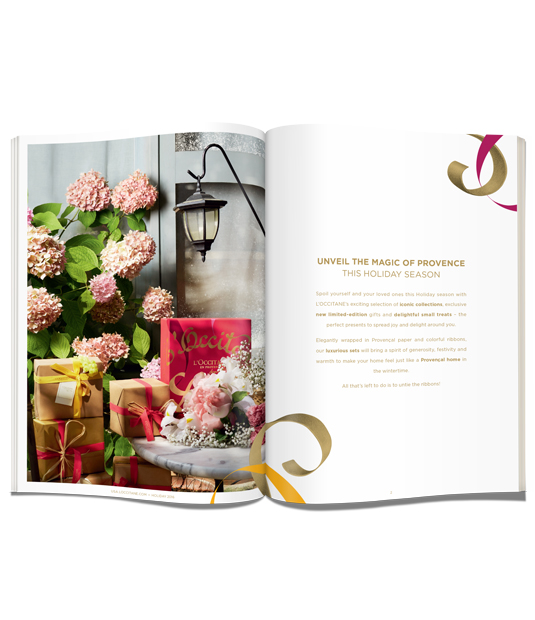 L'Occit
L'OCCIT
EN PROVE
UNVEIL THE MAGIC OF PROVENCE
THIS HOLIDAY SEASON
Spoil yourself and your loved ones this holiday season with
L'OCCITANE's exciting selection of iconic collections, exclusive
new limited-edition gifts and delightful small treats – the
perfect presents to spread joy and delight around you.
Elegantly wrapped in Provençal paper and colorful ribbons,
our luxurious sets will bring a spirit of generosity, festivity and
warmth to make your home feel just like a Provençal home in
the wintertime.
All that's left to do is to untie the ribbons!